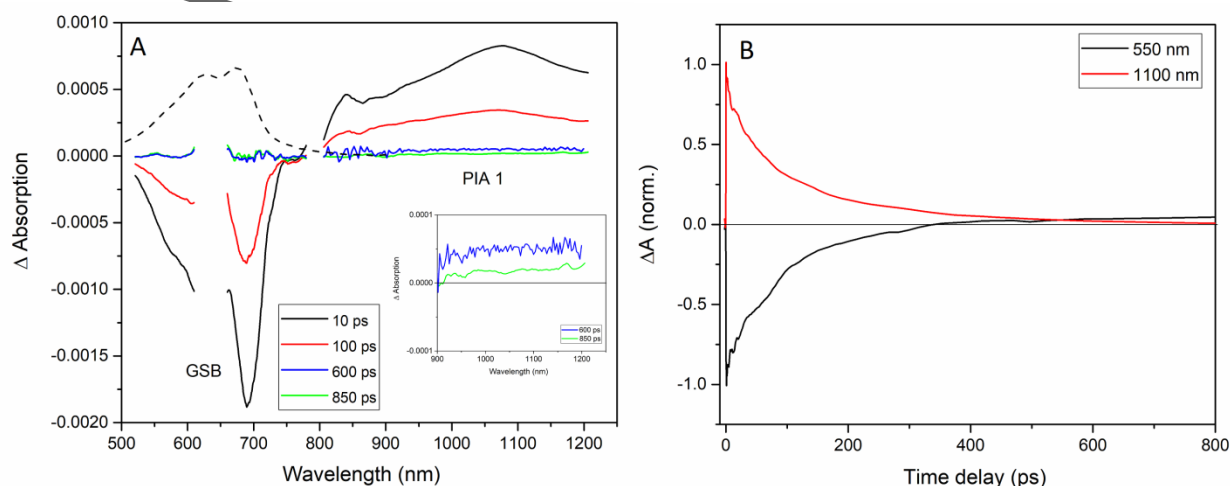 A
0.0010
0.0005
0.0000
-0.0005
-0.0010
-0.0015
-0.0020
Δ Absorption
500 600 700 800 900 1000 1100 1200
Wavelength (nm)
GSB
PIA 1
10 ps
100 ps
600 ps
850 ps
0.0001
0.0000
-0.0001
Δ Absorption
900 1000 1100 1200
Wavelength (nm)
600 ps
850 ps
B
550 nm
1100 nm
1.0
0.5
0.0
-0.5
-1.0
ΔA (norm.)
0 200 400 600 800
Time delay (ps)